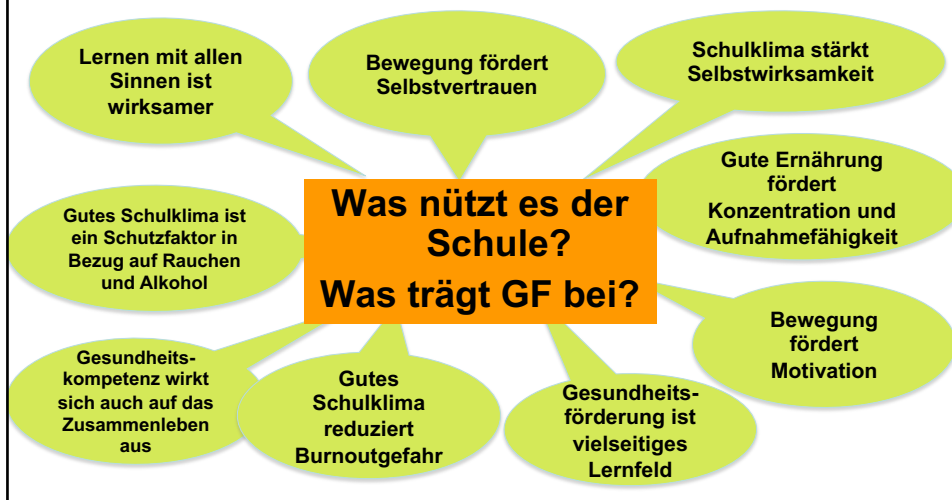 Lernen mit allen
Sinnen ist
wirksamer
Bewegung fördert
Selbstvertrauen
Schulklima stärkt
Selbstwirksamkeit
Gute Ernährung
fördert
Konzentration und
Aufnahmefähigkeit
Gutes Schulklima ist
ein Schutzfaktor in
Bezug auf Rauchen
und Alkohol
Was nützt es der
Schule?
Was trägt GF bei?
Bewegung
fördert
Motivation
Gesundheits-
kompetenz wirkt
sich auch auf das
Zusammenleben
aus
Gutes
Schulklima
reduziert
Burnoutgefahr
Gesundheits-
förderung ist
vielseitiges
Lernfeld